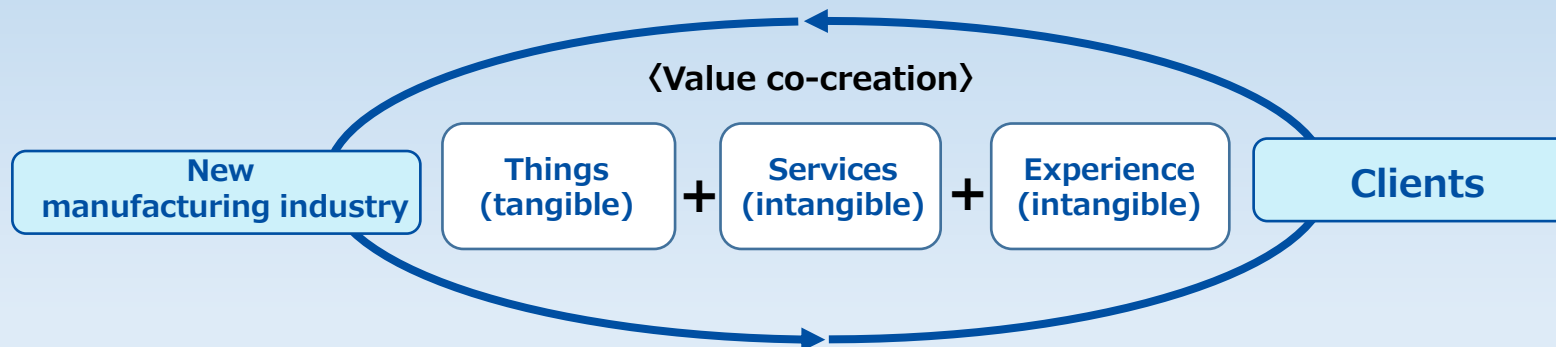 〈Value co-creation〉
New
manufacturing industry
Things
(tangible)
+
Services
(intangible)
+
Experience
(intangible)
Clients